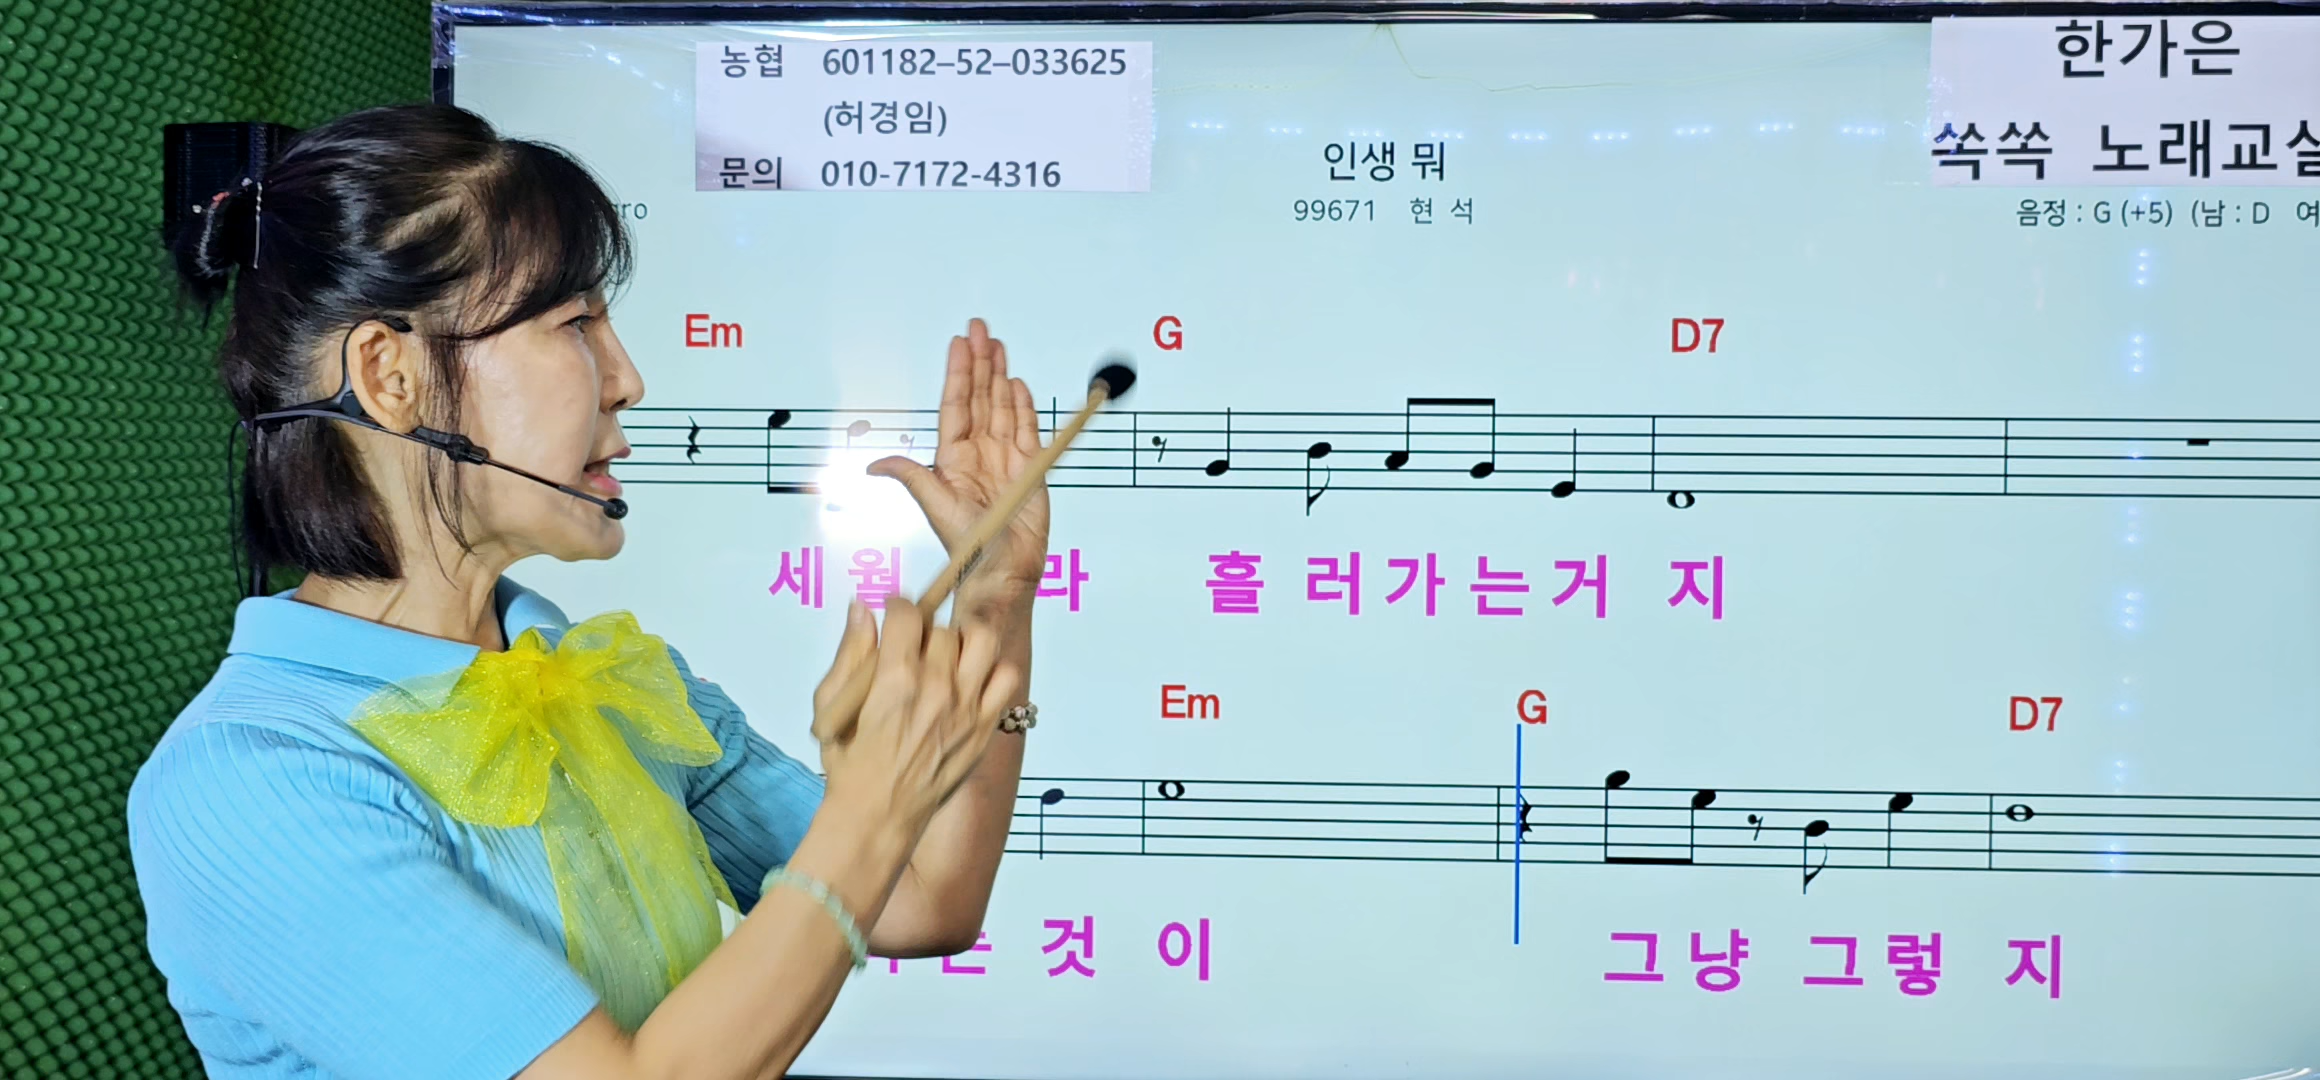 농협 601182–52–033625
(허경임)
문의 010-7172-4316
한가은
쏙쏙 노래교실
인생 뭐
99671 현 석
음정 : G (+5) (남 : D 여
Em G D7
세 월 라 흘 러 가 는 거 지
Em G D7
는 것 이 그 냥 그 렇 지